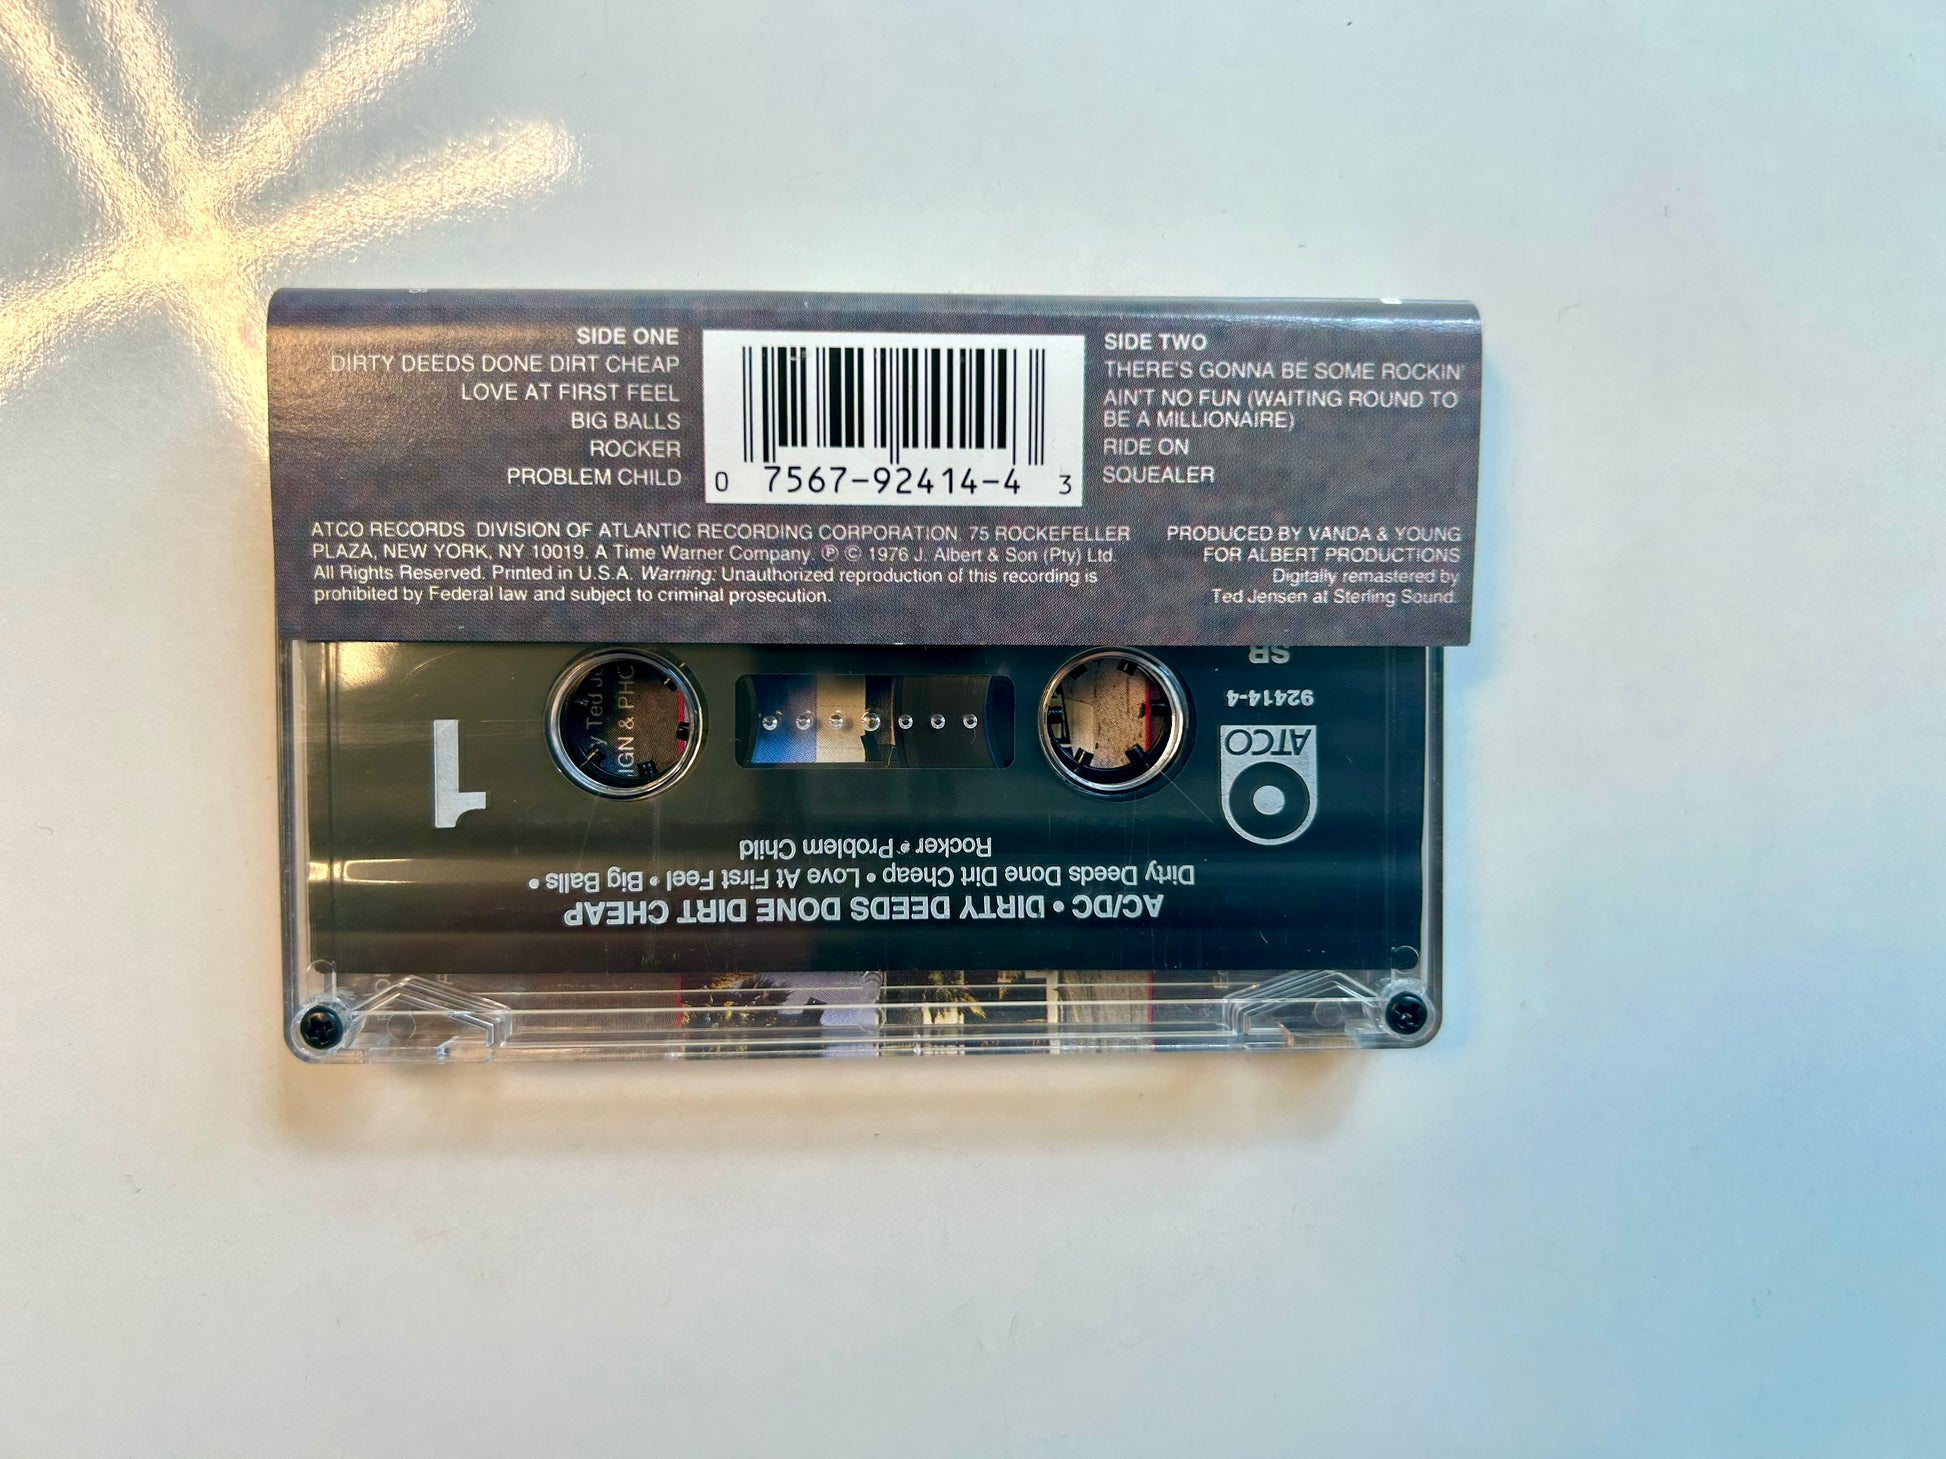 SIDE ONE
DIRTY DEEDS DONE DIRT CHEAP
LOVE AT FIRST FEEL
BIG BALLS
ROCKER
PROBLEM CHILD
0 7567-92414-4 3
SIDE TWO
THERE'S GONNA BE SOME ROCKIN'
AIN'T NO FUN (WAITING ROUND TO
BE A MILLIONAIRE)
RIDE ON
SQUEALER
ATCO RECORDS DIVISION OF ATLANTIC RECORDING CORPORATION 75 ROCKEFELLER
PLAZA, NEW YORK, NY 10019. A Time Warner Company. ℗ © 1976 J. Albert & Son (Pty) Ltd.
All Rights Reserved. Printed in U.S.A. Warning: Unauthorized reproduction of this recording is
prohibited by Federal law and subject to criminal prosecution.
PRODUCED BY VANDA & YOUNG
FOR ALBERT PRODUCTIONS
Digitally remastered by
Ted Jensen at Sterling Sound.
AC/DC • DIRTY DEEDS DONE DIRT CHEAP
Dirty Deeds Done Dirt Cheap • Love At First Feel • Big Balls •
Rocker • Problem Child
1
ATCO
92414-4
SR
Ted
& PHO